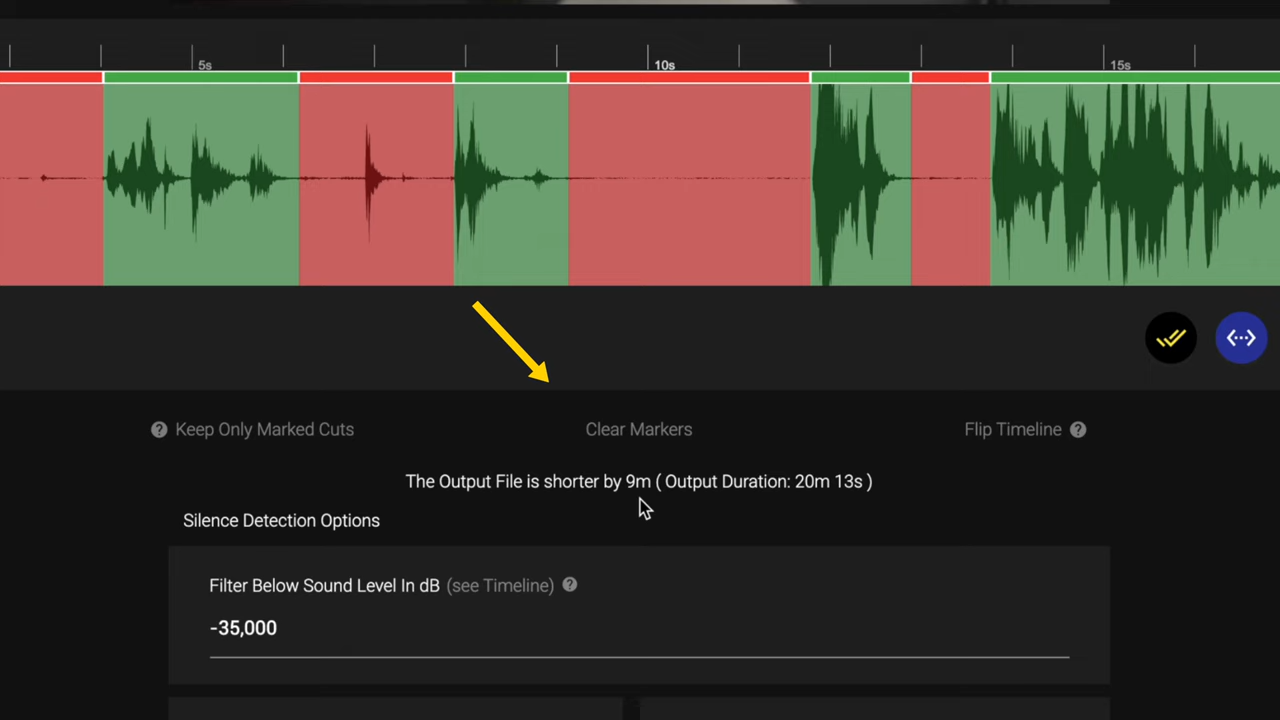 5s
10s
15s
Keep Only Marked Cuts
Clear Markers
Flip Timeline
The Output File is shorter by 9m ( Output Duration: 20m 13s )
Silence Detection Options
Filter Below Sound Level In dB (see Timeline)
-35,000